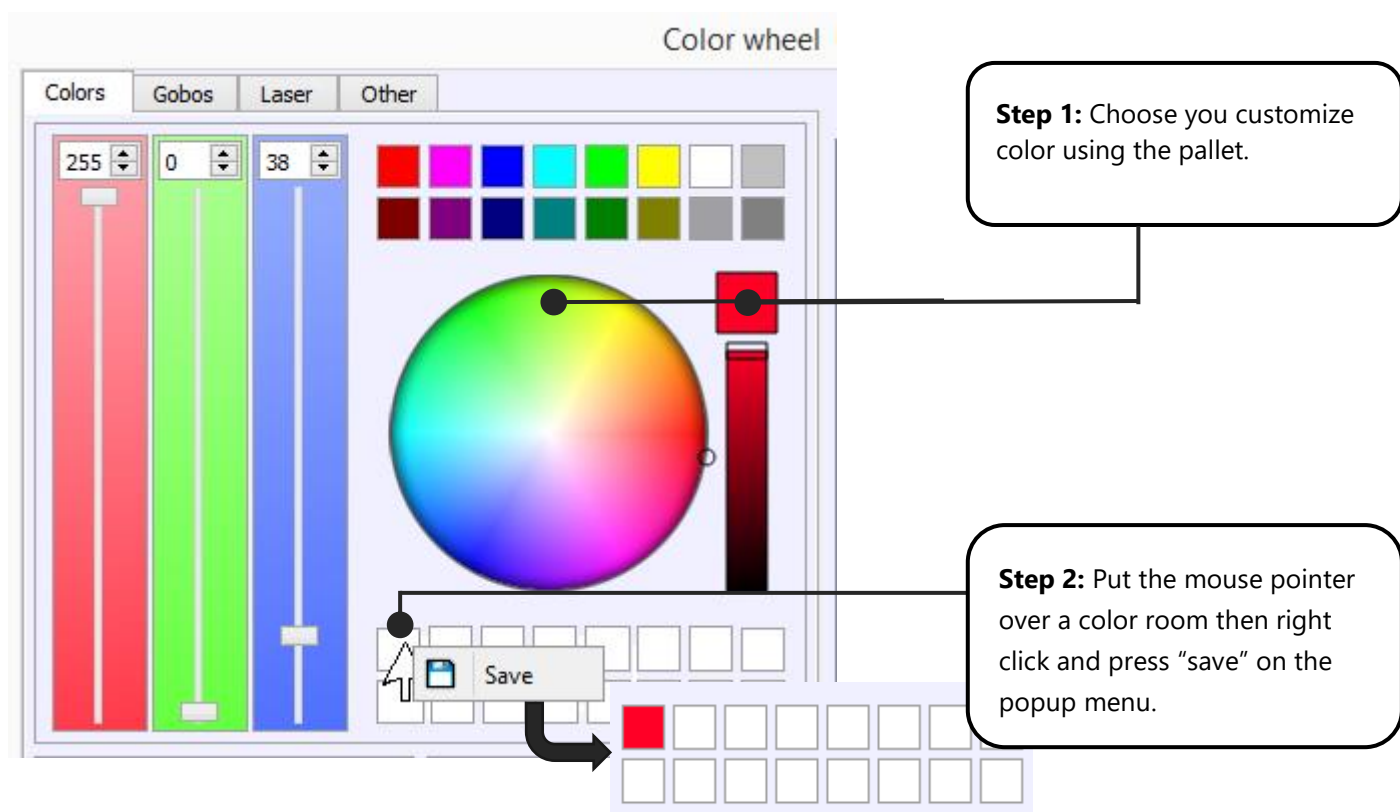 Color wheel
Colors Gobos Laser Other
255 0 38
Step 1: Choose you customize
color using the pallet.
Step 2: Put the mouse pointer
over a color room then right
click and press “save” on the
popup menu.
Save